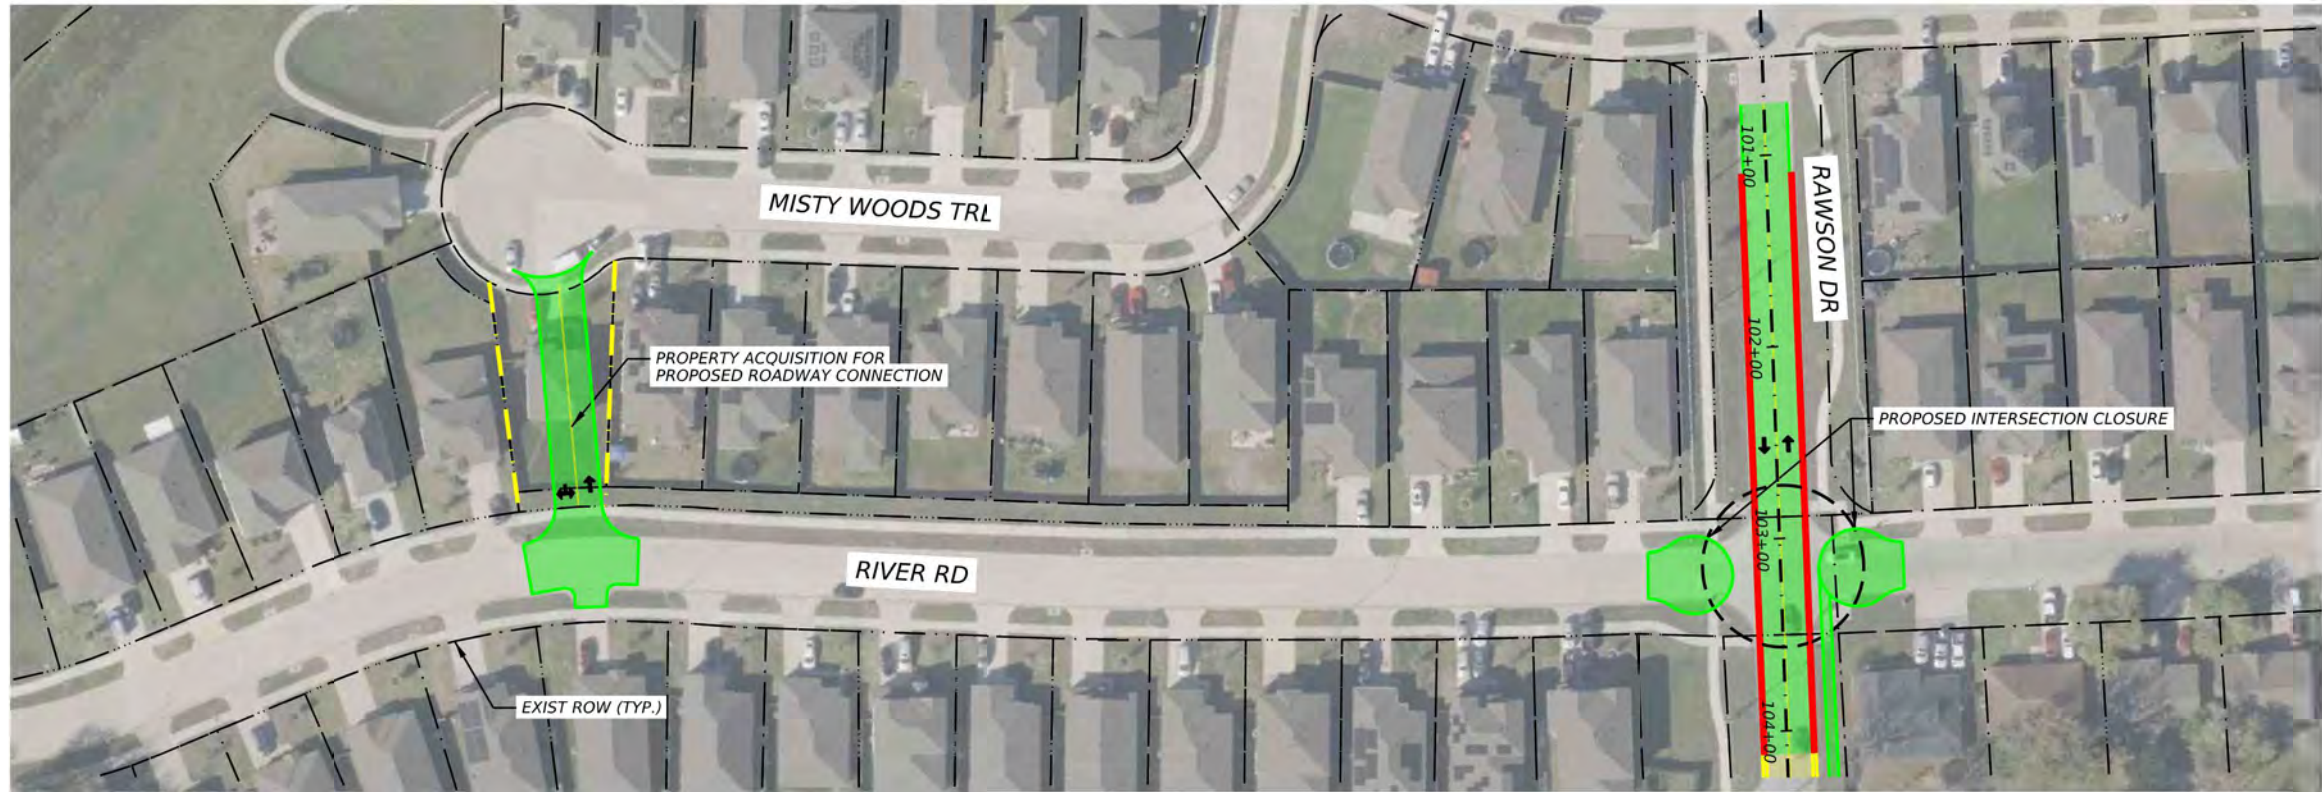 MISTY WOODS TRL
101+00
RAWSON DR
102+00
PROPERTY ACQUISITION FOR
PROPOSED ROADWAY CONNECTION
PROPOSED INTERSECTION CLOSURE
103+00
RIVER RD
EXIST ROW (TYP.)
104+00